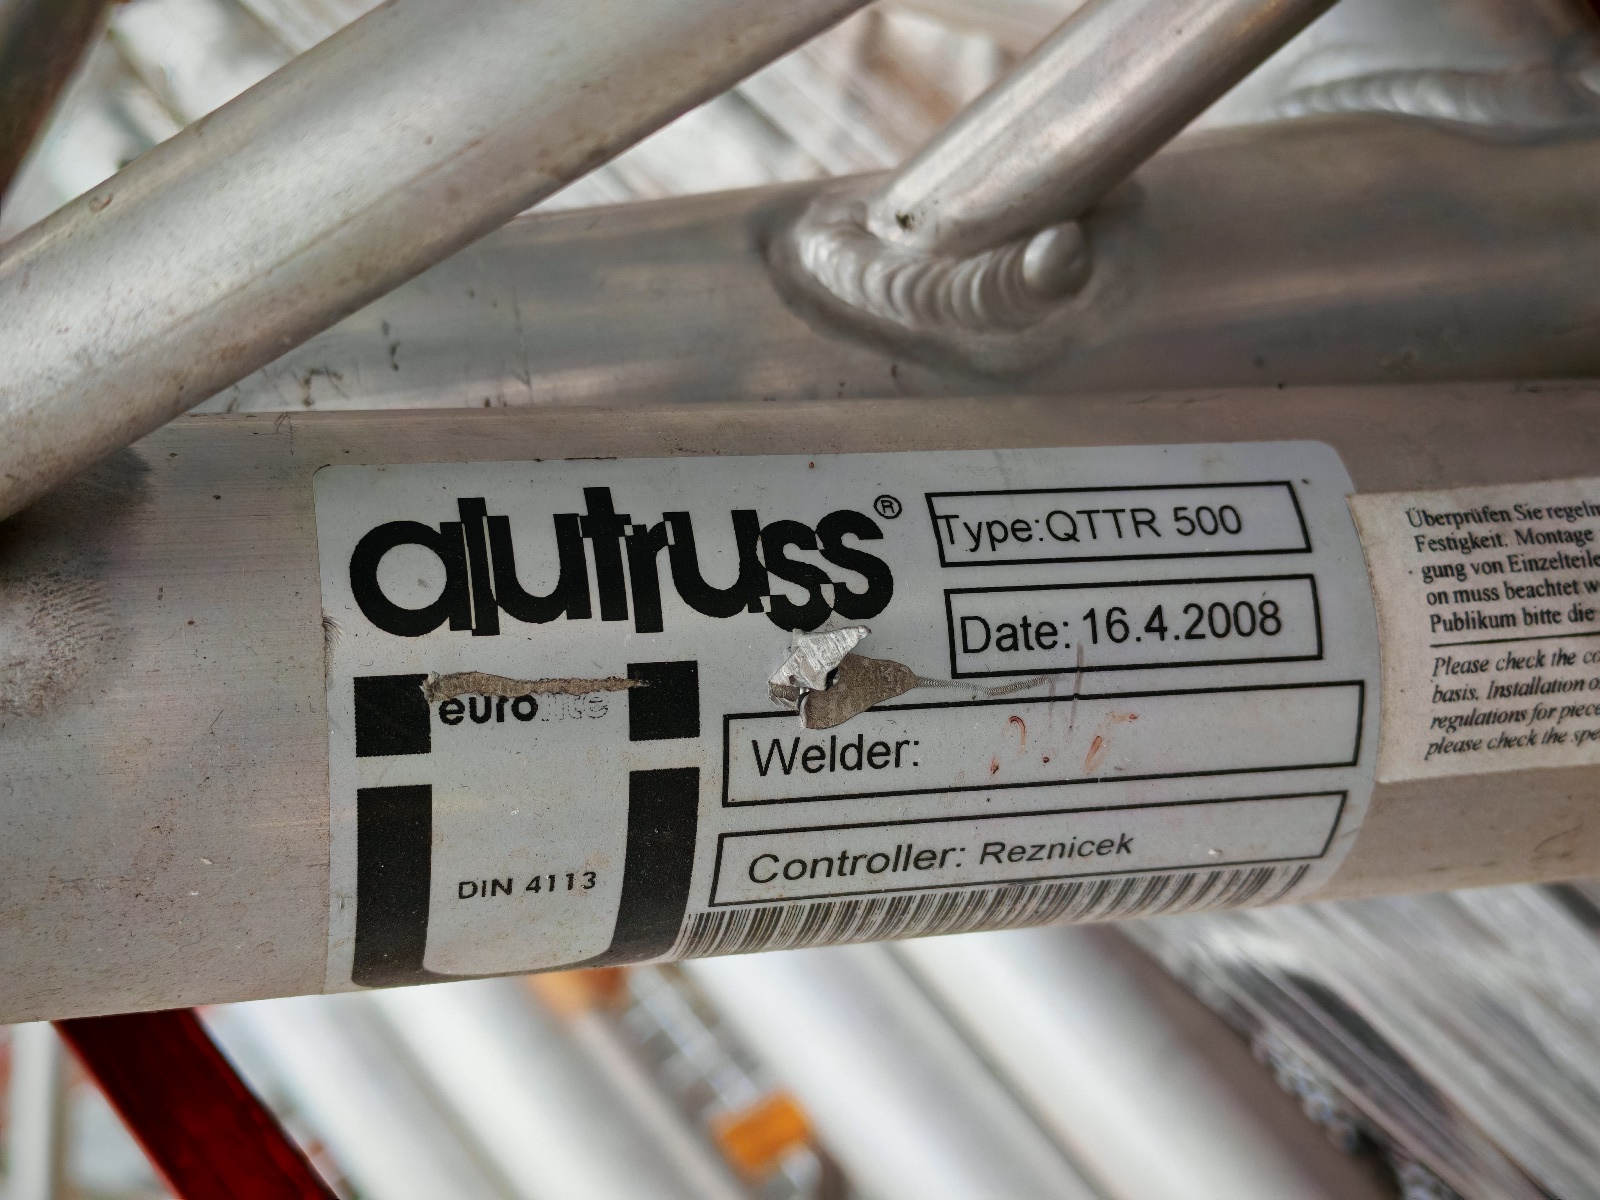 alutruss®
Type: QTTR 500
Date: 16.4.2008
eurolite
Welder:
Controller: Reznicek
DIN 4113
Überprüfen Sie regelm
Festigkeit. Montage
gung von Einzelteile
on muss beachtet w
Publikum bitte die
Please check the co
basis. Installation o
regulations for piece
please check the spe